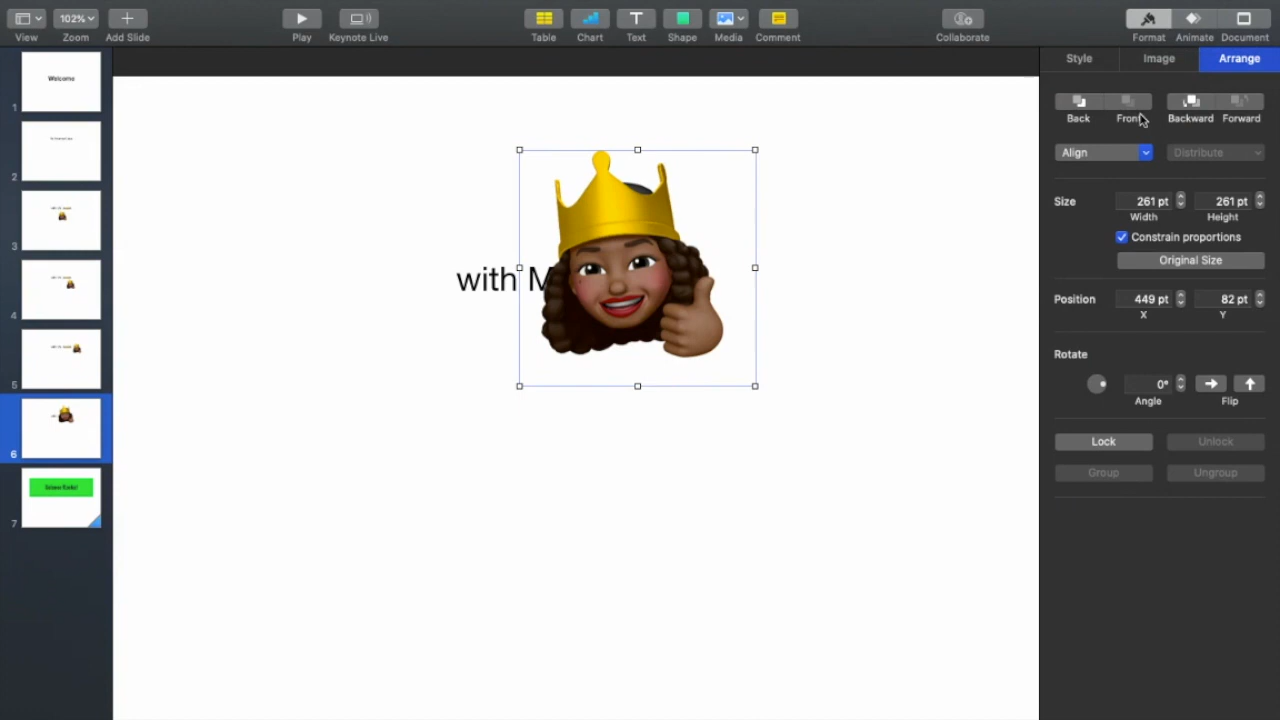 View
102%
Zoom
Add Slide
Play
Keynote Live
Table
Chart
Text
Shape
Media
Comment
Collaborate
Format
Animate
Document
Style
Image
Arrange
Back
Front
Backward
Forward
Align
Distribute
Size
261 pt
261 pt
Width
Height
Constrain proportions
Original Size
Position
449 pt
82 pt
X
Y
Rotate
0°
Angle
Flip
Lock
Unlock
Group
Ungroup
Welcome
1
2
3
4
5
6
7
with M